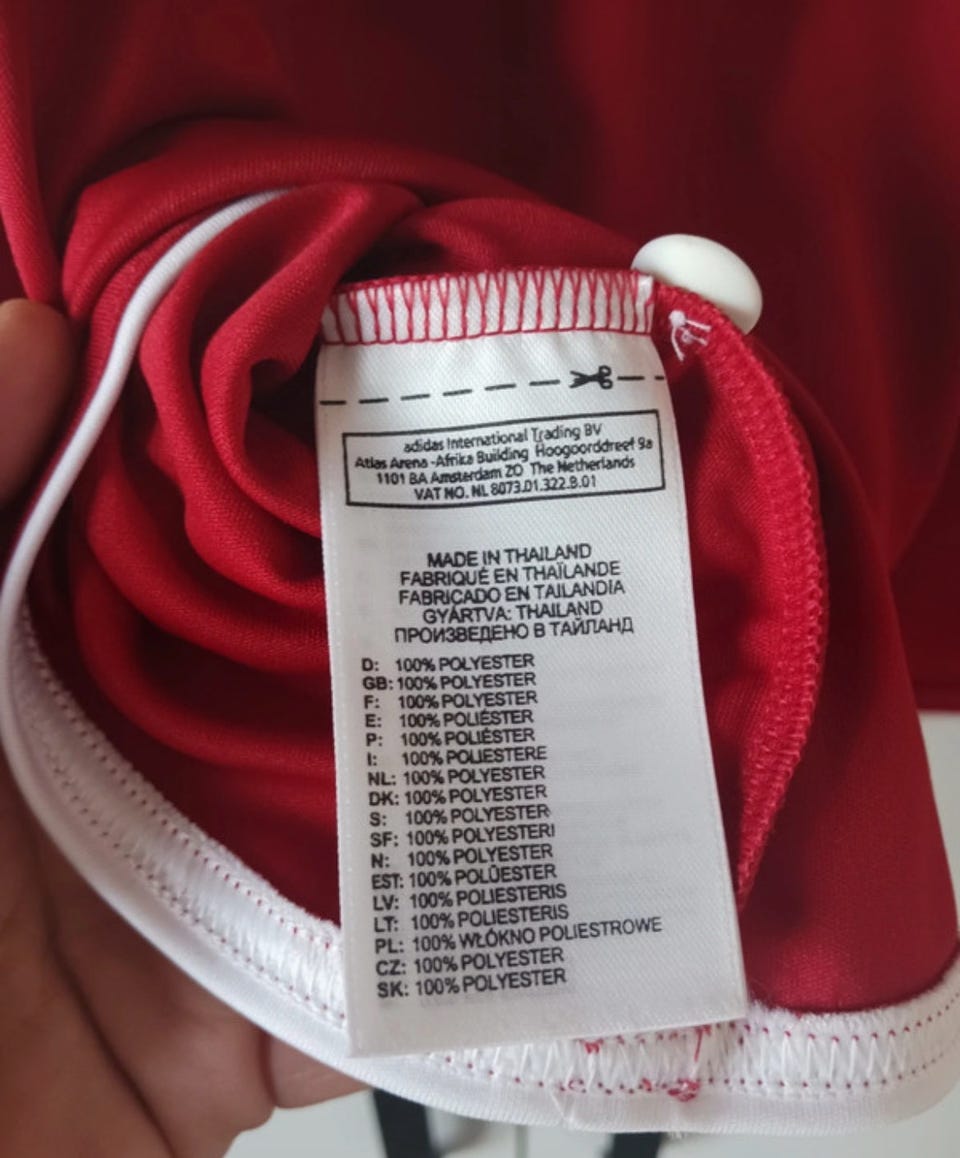 adidas International Trading BV
Atlas Arena -Afrika Building Hoogoorddreef 9a
1101 BA Amsterdam ZO The Netherlands
VAT NO. NL 8073.01.322.B.01
MADE IN THAILAND
FABRIQUÉ EN THAÏLANDE
FABRICADO EN TAILANDIA
GYÁRTVA: THAILAND
ПРОИЗВЕДЕНО В ТАЙЛАНД
D: 100% POLYESTER
GB: 100% POLYESTER
F: 100% POLYESTER
E: 100% POLIÉSTER
P: 100% POLIÉSTER
I: 100% POLIESTERE
NL: 100% POLYESTER
DK: 100% POLYESTER
S: 100% POLYESTER
SF: 100% POLYESTERI
N: 100% POLYESTER
EST: 100% POLÜESTER
LV: 100% POLIESTERIS
LT: 100% POLIESTERIS
PL: 100% WŁÓKNO POLIESTROWE
CZ: 100% POLYESTER
SK: 100% POLYESTER